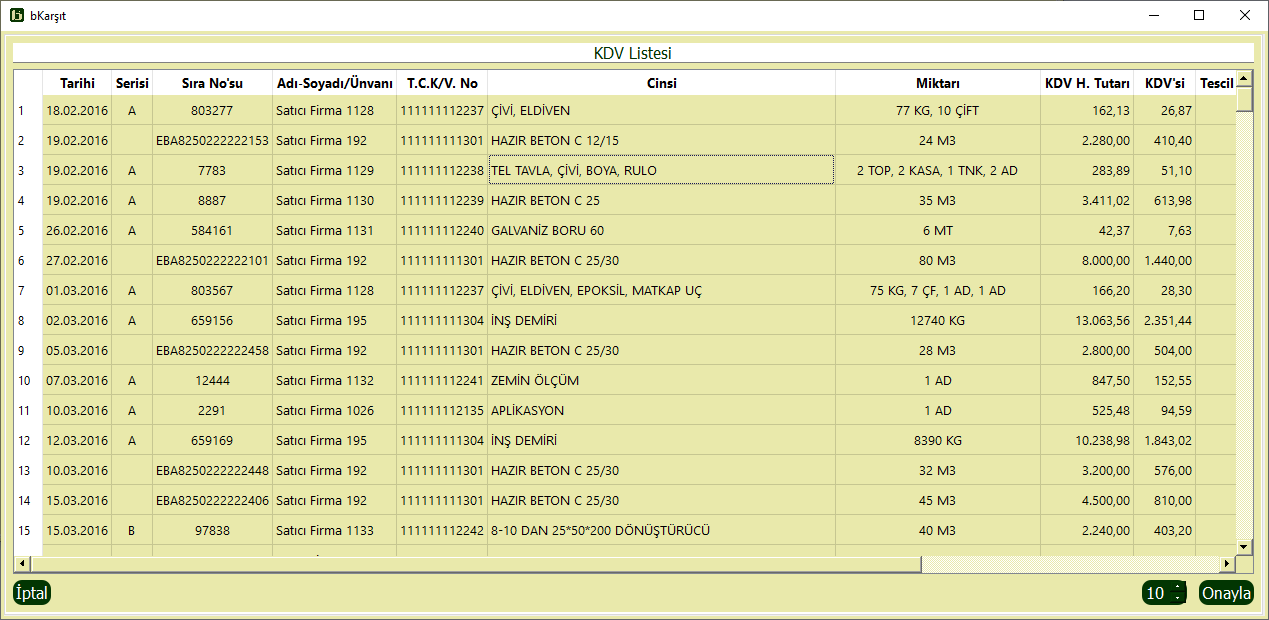 bKarşıt
KDV Listesi
Tarihi Serisi Sıra No'su Adı-Soyadı/Ünvanı T.C.K/V. No Cinsi Miktarı KDV H. Tutarı KDV'si Tescil
1 18.02.2016 A 803277 Satıcı Firma 1128 111111112237 ÇİVİ, ELDİVEN 77 KG, 10 ÇİFT 162,13 26,87
2 19.02.2016 EBA8250222222153 Satıcı Firma 192 111111111301 HAZIR BETON C 12/15 24 M3 2.280,00 410,40
3 19.02.2016 A 7783 Satıcı Firma 1129 111111112238 TEL TAVLA, ÇİVİ, BOYA, RULO 2 TOP, 2 KASA, 1 TNK, 2 AD 283,89 51,10
4 19.02.2016 A 8887 Satıcı Firma 1130 111111112239 HAZIR BETON C 25 35 M3 3.411,02 613,98
5 26.02.2016 A 584161 Satıcı Firma 1131 111111112240 GALVANİZ BORU 60 6 MT 42,37 7,63
6 27.02.2016 EBA8250222222101 Satıcı Firma 192 111111111301 HAZIR BETON C 25/30 80 M3 8.000,00 1.440,00
7 01.03.2016 A 803567 Satıcı Firma 1128 111111112237 ÇİVİ, ELDİVEN, EPOKSİL, MATKAP UÇ 75 KG, 7 ÇF, 1 AD, 1 AD 166,20 28,30
8 02.03.2016 A 659156 Satıcı Firma 195 111111111304 İNŞ DEMİRİ 12740 KG 13.063,56 2.351,44
9 05.03.2016 EBA8250222222458 Satıcı Firma 192 111111111301 HAZIR BETON C 25/30 28 M3 2.800,00 504,00
10 07.03.2016 A 12444 Satıcı Firma 1132 111111112241 ZEMİN ÖLÇÜM 1 AD 847,50 152,55
11 10.03.2016 A 2291 Satıcı Firma 1026 111111112135 APLİKASYON 1 AD 525,48 94,59
12 12.03.2016 A 659169 Satıcı Firma 195 111111111304 İNŞ DEMİRİ 8390 KG 10.238,98 1.843,02
13 10.03.2016 EBA8250222222448 Satıcı Firma 192 111111111301 HAZIR BETON C 25/30 32 M3 3.200,00 576,00
14 15.03.2016 EBA8250222222406 Satıcı Firma 192 111111111301 HAZIR BETON C 25/30 45 M3 4.500,00 810,00
15 15.03.2016 B 97838 Satıcı Firma 1133 111111112242 8-10 DAN 25*50*200 DÖNÜŞTÜRÜCÜ 40 M3 2.240,00 403,20
İptal 10 Onayla